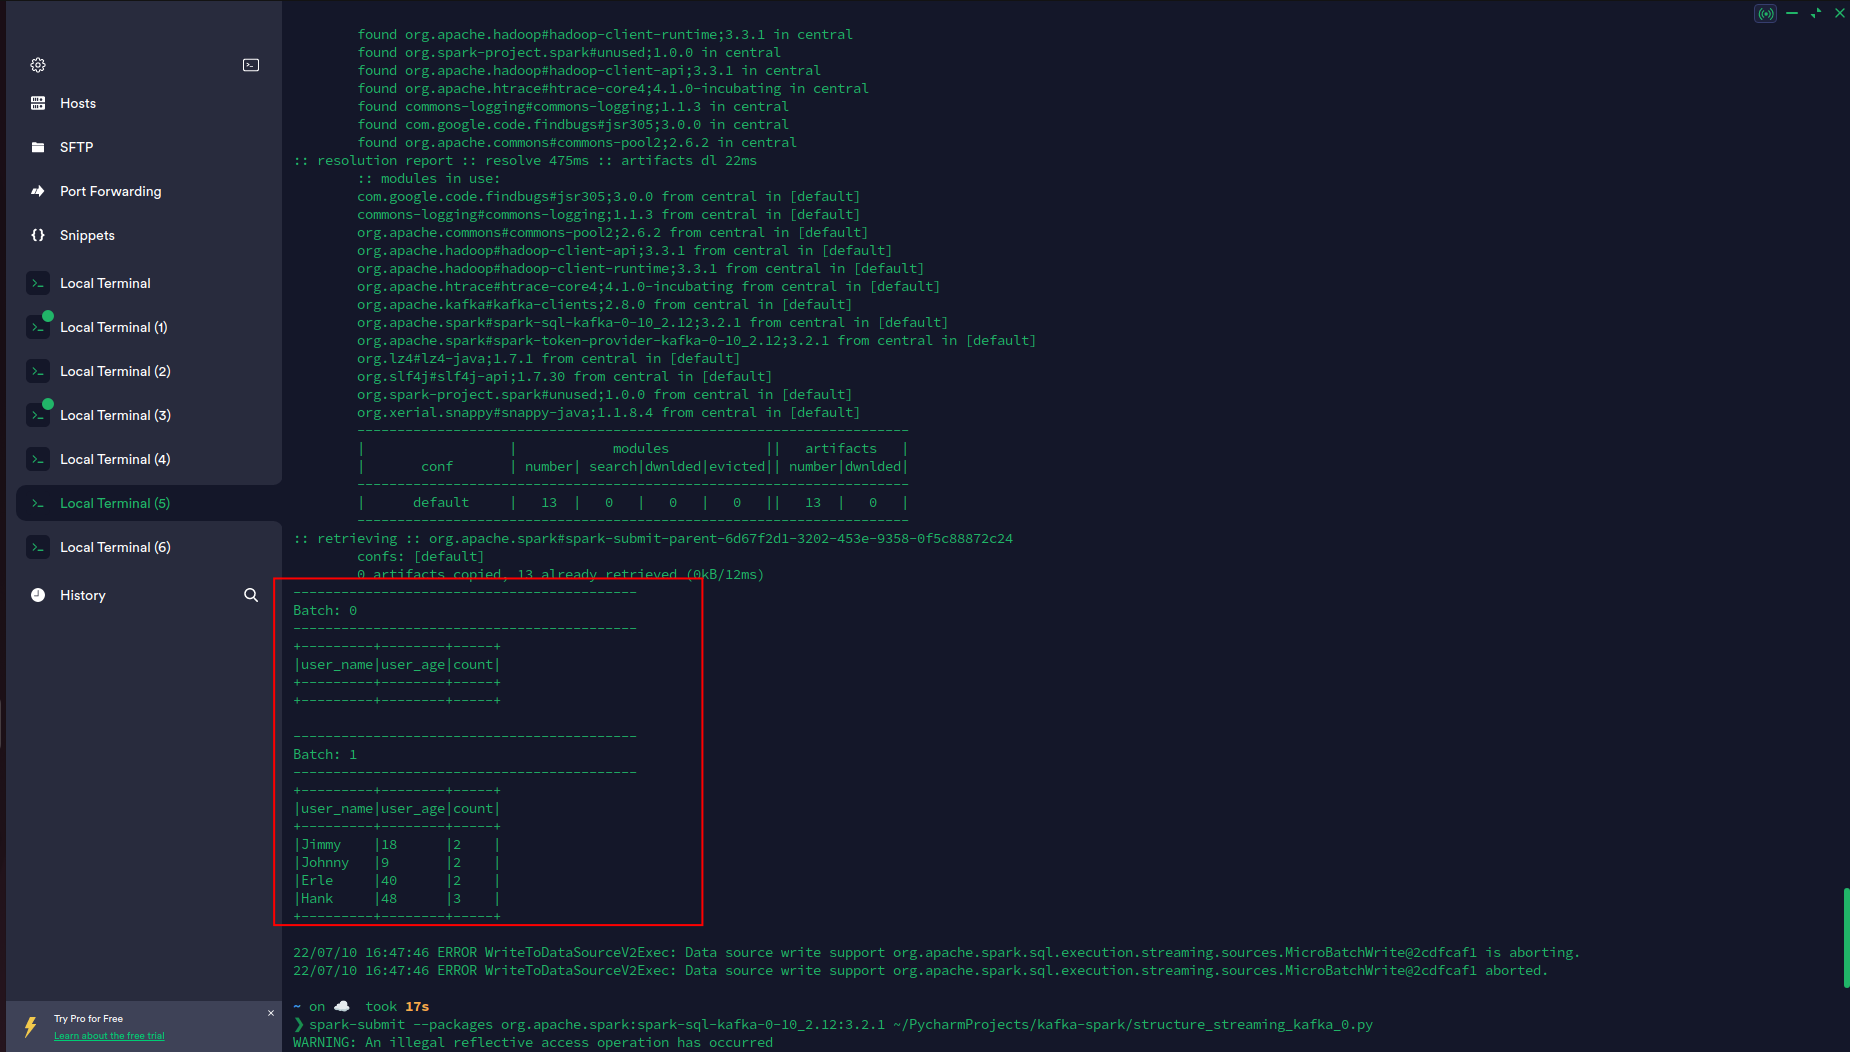 Hosts
SFTP
Port Forwarding
Snippets
Local Terminal
Local Terminal (1)
Local Terminal (2)
Local Terminal (3)
Local Terminal (4)
Local Terminal (5)
Local Terminal (6)
History
Try Pro for Free
Learn about the free trial
found org.apache.hadoop#hadoop-client-runtime;3.3.1 in central
found org.spark-project.spark#unused;1.0.0 in central
found org.apache.hadoop#hadoop-client-api;3.3.1 in central
found org.apache.htrace#htrace-core4;4.1.0-incubating in central
found commons-logging#commons-logging;1.1.3 in central
found com.google.code.findbugs#jsr305;3.0.0 in central
found org.apache.commons#commons-pool2;2.6.2 in central
:: resolution report :: resolve 475ms :: artifacts dl 22ms
:: modules in use:
com.google.code.findbugs#jsr305;3.0.0 from central in [default]
commons-logging#commons-logging;1.1.3 from central in [default]
org.apache.commons#commons-pool2;2.6.2 from central in [default]
org.apache.hadoop#hadoop-client-api;3.3.1 from central in [default]
org.apache.hadoop#hadoop-client-runtime;3.3.1 from central in [default]
org.apache.htrace#htrace-core4;4.1.0-incubating from central in [default]
org.apache.kafka#kafka-clients;2.8.0 from central in [default]
org.apache.spark#spark-sql-kafka-0-10_2.12;3.2.1 from central in [default]
org.apache.spark#spark-token-provider-kafka-0-10_2.12;3.2.1 from central in [default]
org.lz4#lz4-java;1.7.1 from central in [default]
org.slf4j#slf4j-api;1.7.30 from central in [default]
org.spark-project.spark#unused;1.0.0 from central in [default]
org.xerial.snappy#snappy-java;1.1.8.4 from central in [default]
---------------------------------------------------------------------
|                  |            modules            ||   artifacts   |
|       conf       | number| search|dwnlded|evicted|| number|dwnlded|
---------------------------------------------------------------------
|      default     |   13  |   0   |   0   |   0   ||   13  |   0   |
---------------------------------------------------------------------
:: retrieving :: org.apache.spark#spark-submit-parent-6d67f2d1-3202-453e-9358-0f5c88872c24
confs: [default]
0 artifacts copied, 13 already retrieved (0kB/12ms)
-------------------------------------------
Batch: 0
-------------------------------------------
+---------+--------+-----+
|user_name|user_age|count|
+---------+--------+-----+
+---------+--------+-----+
-------------------------------------------
Batch: 1
-------------------------------------------
+---------+--------+-----+
|user_name|user_age|count|
+---------+--------+-----+
|Jimmy    |18      |2    |
|Johnny   |9       |2    |
|Erle     |40      |2    |
|Hank     |48      |3    |
+---------+--------+-----+
22/07/10 16:47:46 ERROR WriteToDataSourceV2Exec: Data source write support org.apache.spark.sql.execution.streaming.sources.MicroBatchWrite@2cdfcaf1 is aborting.
22/07/10 16:47:46 ERROR WriteToDataSourceV2Exec: Data source write support org.apache.spark.sql.execution.streaming.sources.MicroBatchWrite@2cdfcaf1 aborted.
~ on ☁️ took 17s
❯ spark-submit --packages org.apache.spark:spark-sql-kafka-0-10_2.12:3.2.1 ~/PycharmProjects/kafka-spark/structure_streaming_kafka_0.py
WARNING: An illegal reflective access operation has occurred